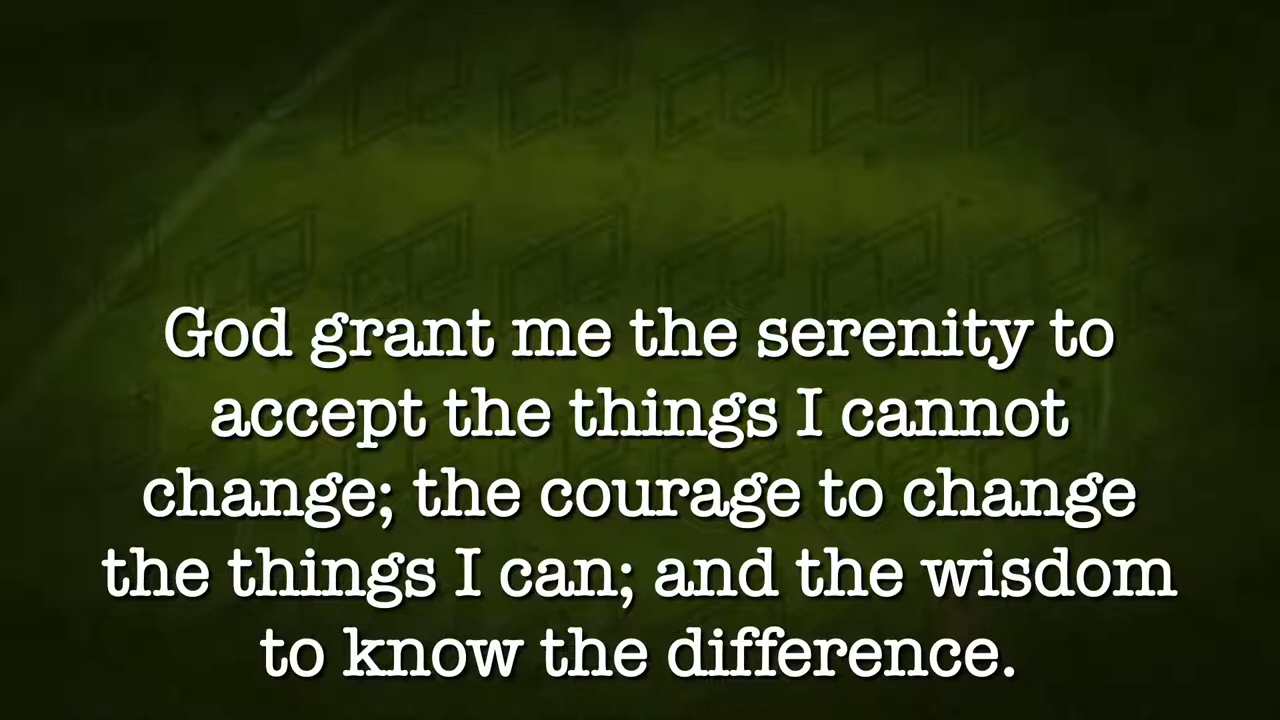 God grant me the serenity to
accept the things I cannot
change; the courage to change
the things I can; and the wisdom
to know the difference.